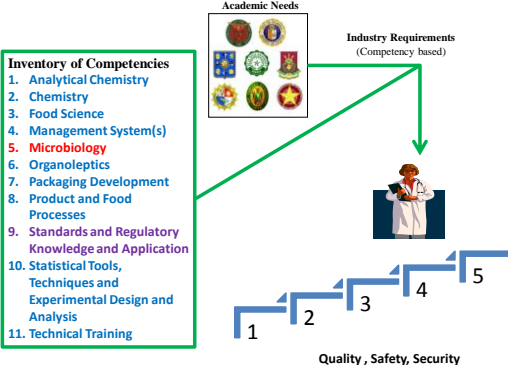 Academic Needs
Industry Requirements
(Competency based)
Inventory of Competencies
1. Analytical Chemistry
2. Chemistry
3. Food Science
4. Management System(s)
5. Microbiology
6. Organoleptics
7. Packaging Development
8. Product and Food
Processes
9. Standards and Regulatory
Knowledge and Application
10. Statistical Tools,
Techniques and
Experimental Design and
Analysis
11. Technical Training
1
2
3
4
5
Quality , Safety, Security